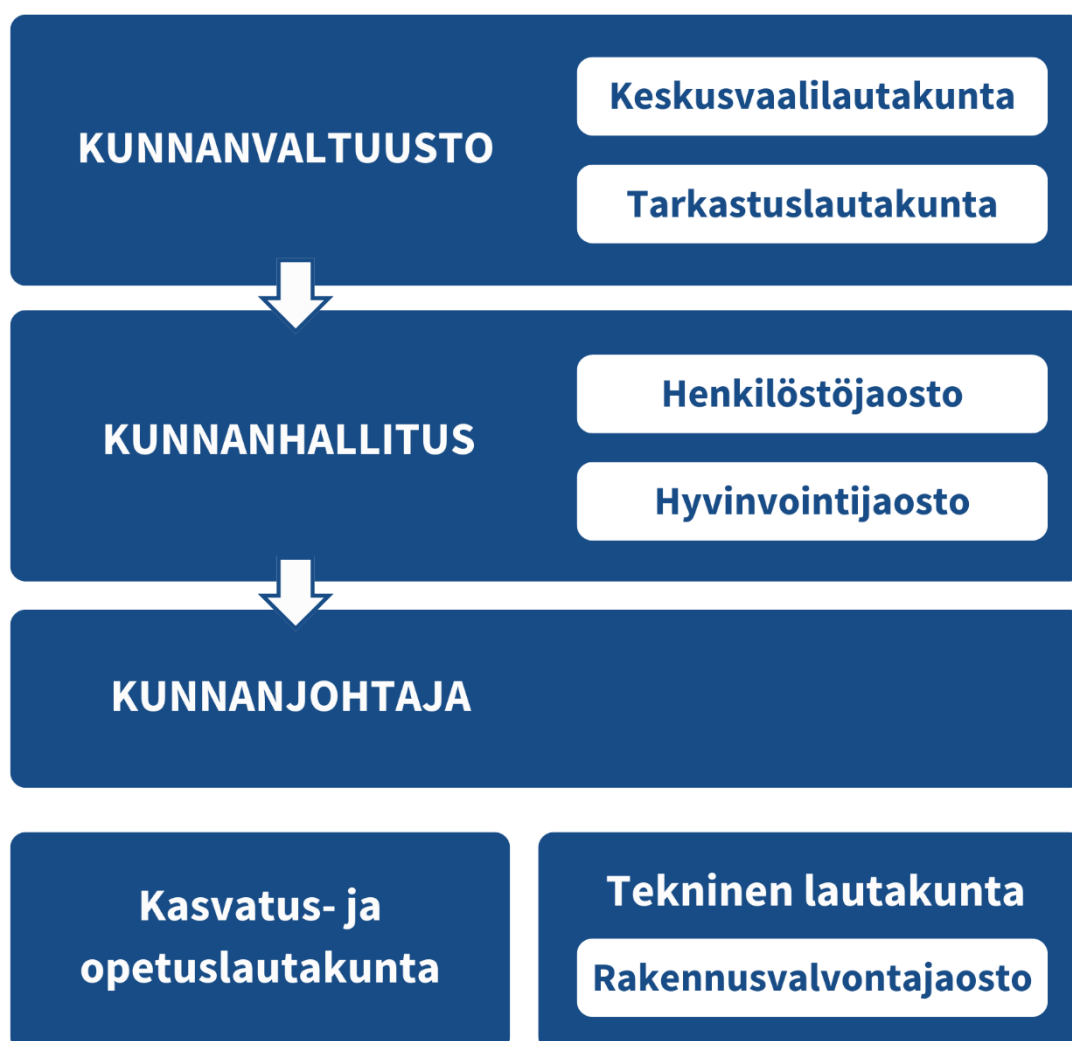 KUNNANVALTUUSTO
Keskusvaalilautakunta
Tarkastuslautakunta
KUNNANHALLITUS
Henkilöstöjaosto
Hyvinvointijaosto
KUNNANJOHTAJA
Kasvatus- ja
opetuslautakunta
Tekninen lautakunta
Rakennusvalvontajaosto